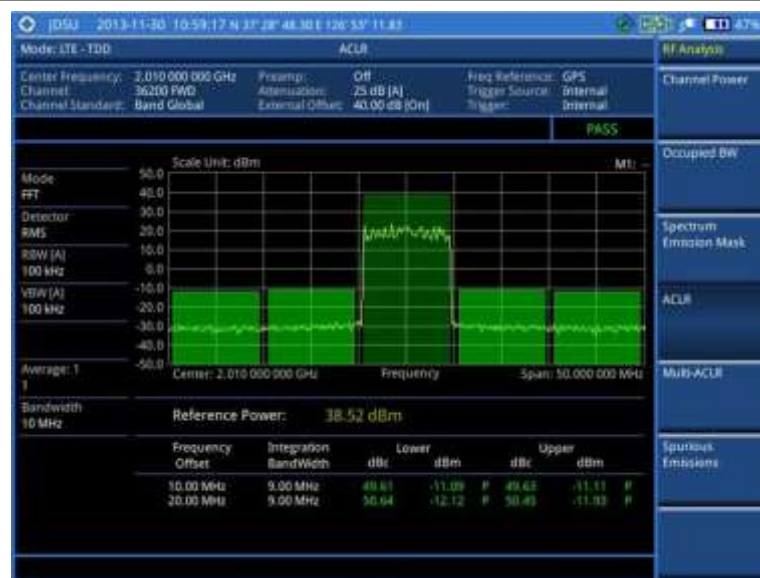 JDSU 2013-11-30 10:59:17 N 37° 28' 48.30 E 126° 53' 11.83 47%
Mode: LTE - TDD ACLR RF Analysis
Center Frequency: 2.010 000 000 GHz Preamp: Off Freq Reference: GPS
Channel: 36200 FWD Attenuation: 25 dB [A] Trigger Source: Internal
Channel Standard: Band Global External Offset: 40.00 dB [On] Trigger: Internal
Channel Power
PASS
Occupied BW
Scale Unit: dBm M1: --
Mode
FFT
Detector
RMS
RBW [A]
100 kHz
VBW [A]
100 kHz
Average: 1
1
Bandwidth
10 MHz
50.0
40.0
30.0
20.0
10.0
0.0
-10.0
-20.0
-30.0
-40.0
-50.0
Center: 2.010 000 000 GHz Frequency Span: 50.000 000 MHz
Spectrum
Emission Mask
ACLR
Multi-ACLR
Spurious
Emissions
Reference Power: 38.52 dBm
Frequency Integration Lower Upper
Offset BandWidth dBc dBm dBc dBm
10.00 MHz 9.00 MHz 49.61 -11.09 P 49.63 -11.11 P
20.00 MHz 9.00 MHz 50.64 -12.12 P 50.45 -11.93 P